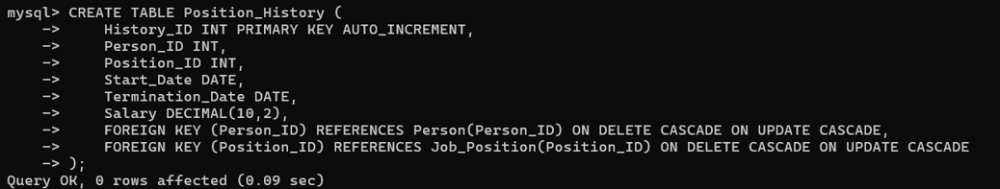 mysql> CREATE TABLE Position_History (
    ->     History_ID INT PRIMARY KEY AUTO_INCREMENT,
    ->     Person_ID INT,
    ->     Position_ID INT,
    ->     Start_Date DATE,
    ->     Termination_Date DATE,
    ->     Salary DECIMAL(10,2),
    ->     FOREIGN KEY (Person_ID) REFERENCES Person(Person_ID) ON DELETE CASCADE ON UPDATE CASCADE,
    ->     FOREIGN KEY (Position_ID) REFERENCES Job_Position(Position_ID) ON DELETE CASCADE ON UPDATE CASCADE
    -> );
Query OK, 0 rows affected (0.09 sec)